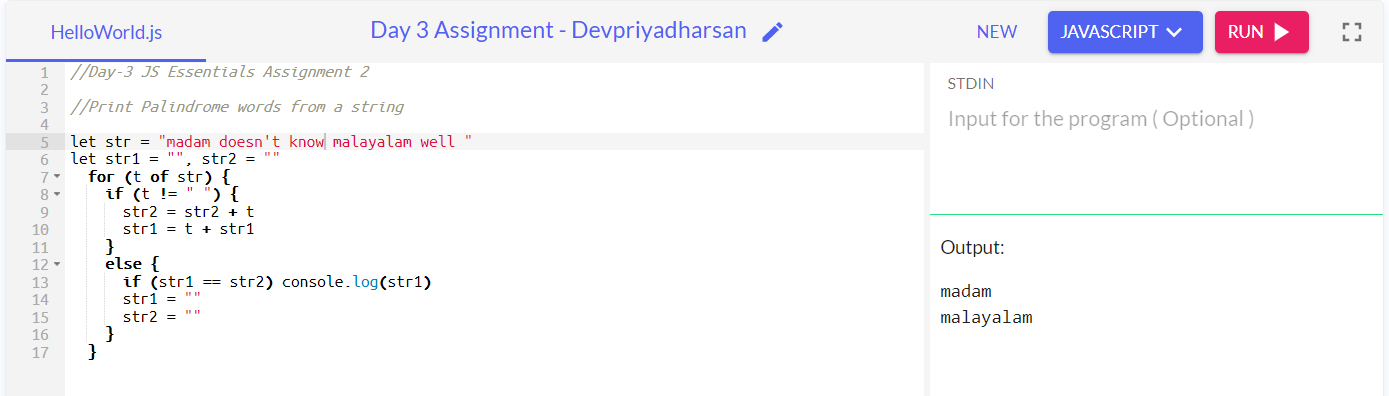 HelloWorld.js
Day 3 Assignment - Devpriyadharsan
NEW
JAVASCRIPT
RUN
1 //Day-3 JS Essentials Assignment 2
2
3 //Print Palindrome words from a string
4
5 let str = "madam doesn't know malayalam well "
6 let str1 = "", str2 = ""
7 for (t of str) {
8 if (t != " ") {
9 str2 = str2 + t
10 str1 = t + str1
11 }
12 else {
13 if (str1 == str2) console.log(str1)
14 str1 = ""
15 str2 = ""
16 }
17 }
STDIN
Input for the program ( Optional )
Output:
madam
malayalam